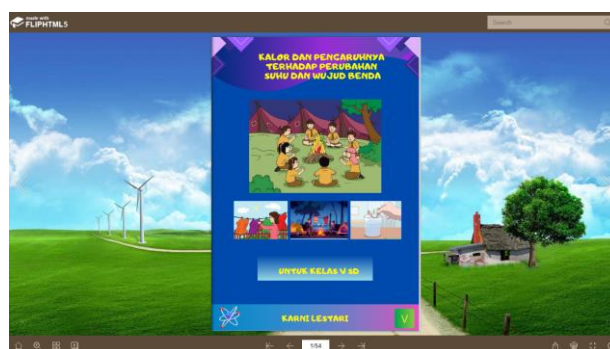 made with
FLIPHTML5
Search
KALOR DAN PENGARUHNYA
TERHADAP PERUBAHAN
SUHU DAN WUJUD BENDA
UNTUK KELAS V SD
KARNI LESTARI
V
1/54